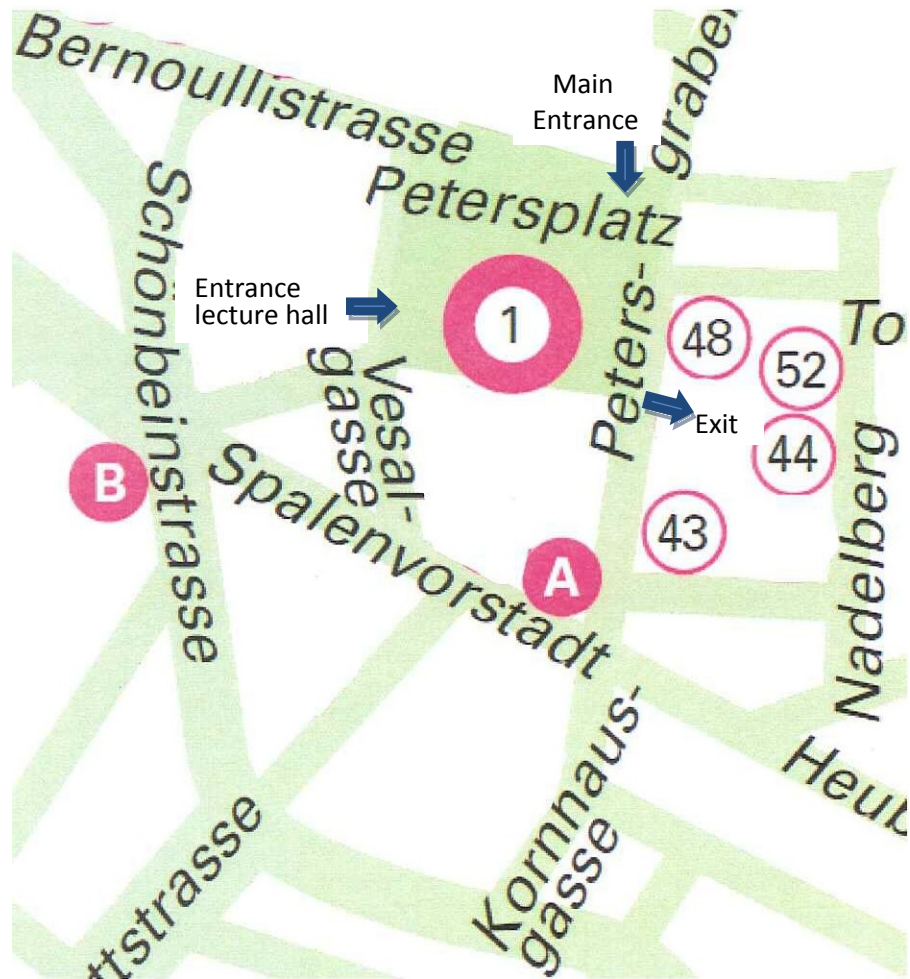 Bernoullistrasse
Main
Entrance
graben
Petersplatz
Schönbeinstrasse
Entrance
lecture hall
1
Peters-
48
To
52
Vesal-
gasse
Exit
44
Nadelberg
B
Spalenvorstadt
43
A
Kornhaus-
gasse
Heub
ttstrasse